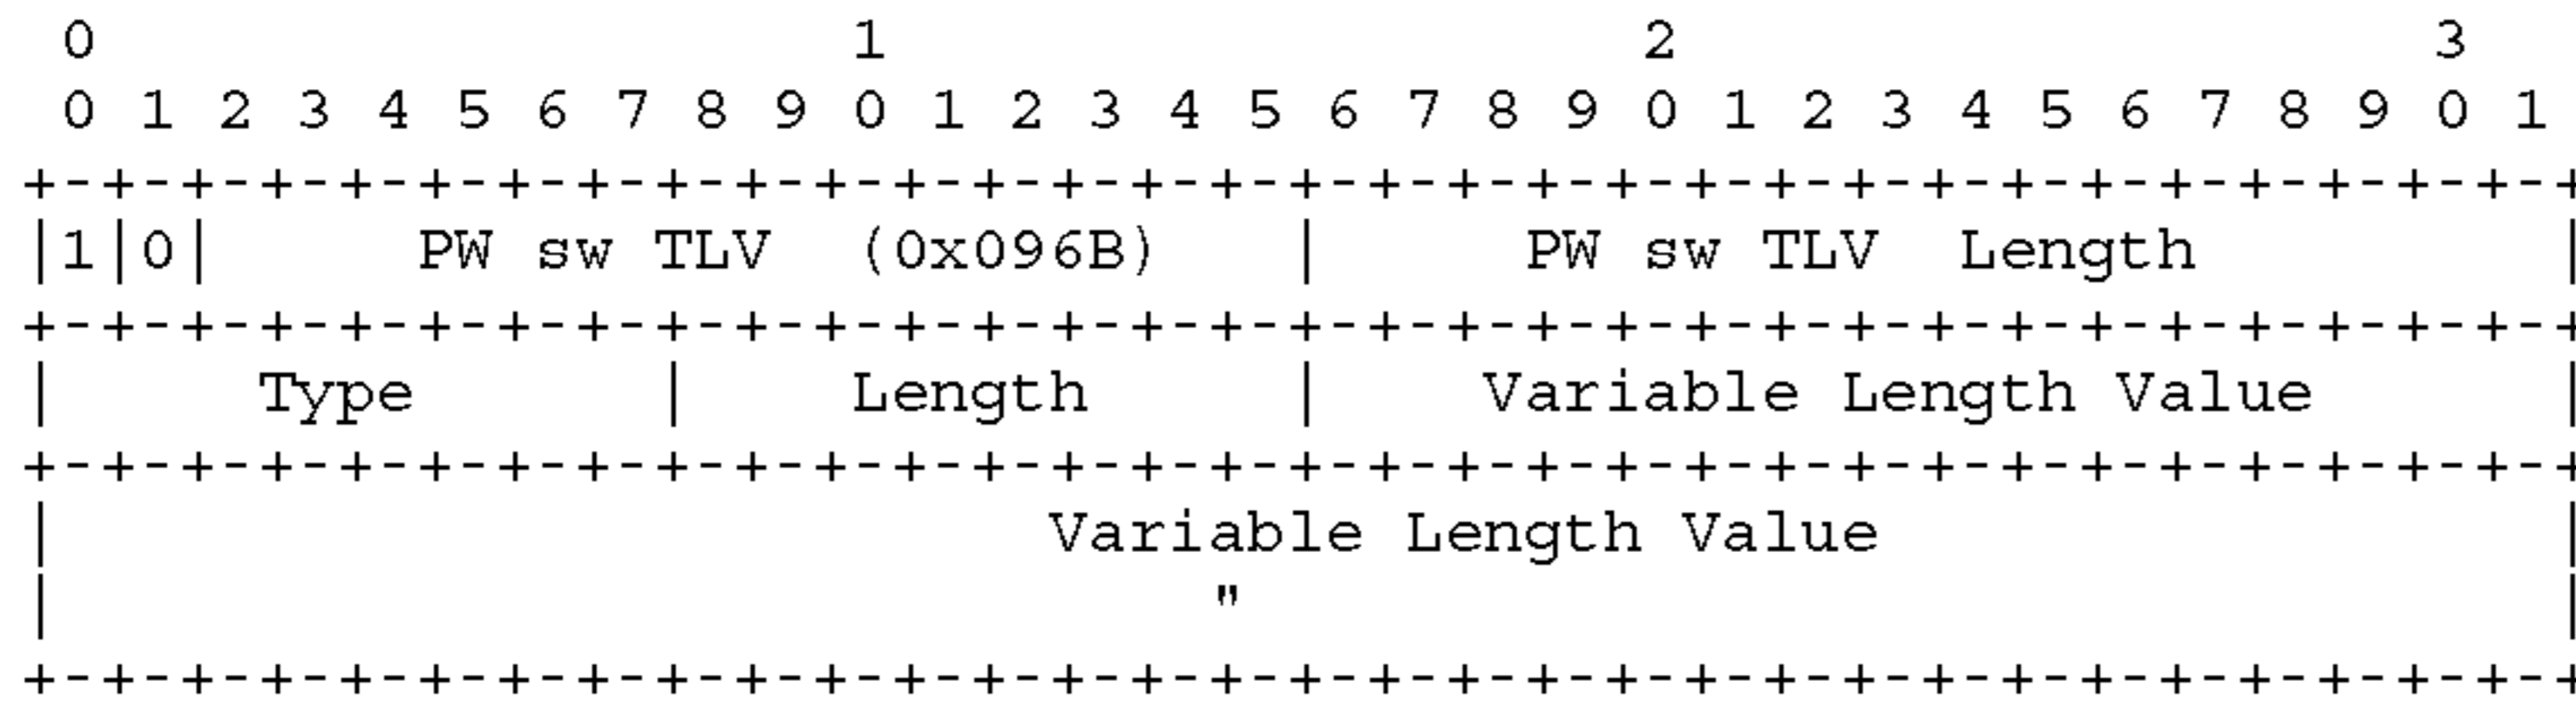 0                   1                   2                   3
 0 1 2 3 4 5 6 7 8 9 0 1 2 3 4 5 6 7 8 9 0 1 2 3 4 5 6 7 8 9 0 1
+-+-+-+-+-+-+-+-+-+-+-+-+-+-+-+-+-+-+-+-+-+-+-+-+-+-+-+-+-+-+-+-+
|1|0|     PW sw TLV  (0x096B)   |     PW sw TLV  Length         |
+-+-+-+-+-+-+-+-+-+-+-+-+-+-+-+-+-+-+-+-+-+-+-+-+-+-+-+-+-+-+-+-+
|     Type      |    Length     |    Variable Length Value      |
+-+-+-+-+-+-+-+-+-+-+-+-+-+-+-+-+-+-+-+-+-+-+-+-+-+-+-+-+-+-+-+-+
|                         Variable Length Value                 |
|                             "                                 |
+-+-+-+-+-+-+-+-+-+-+-+-+-+-+-+-+-+-+-+-+-+-+-+-+-+-+-+-+-+-+-+-+